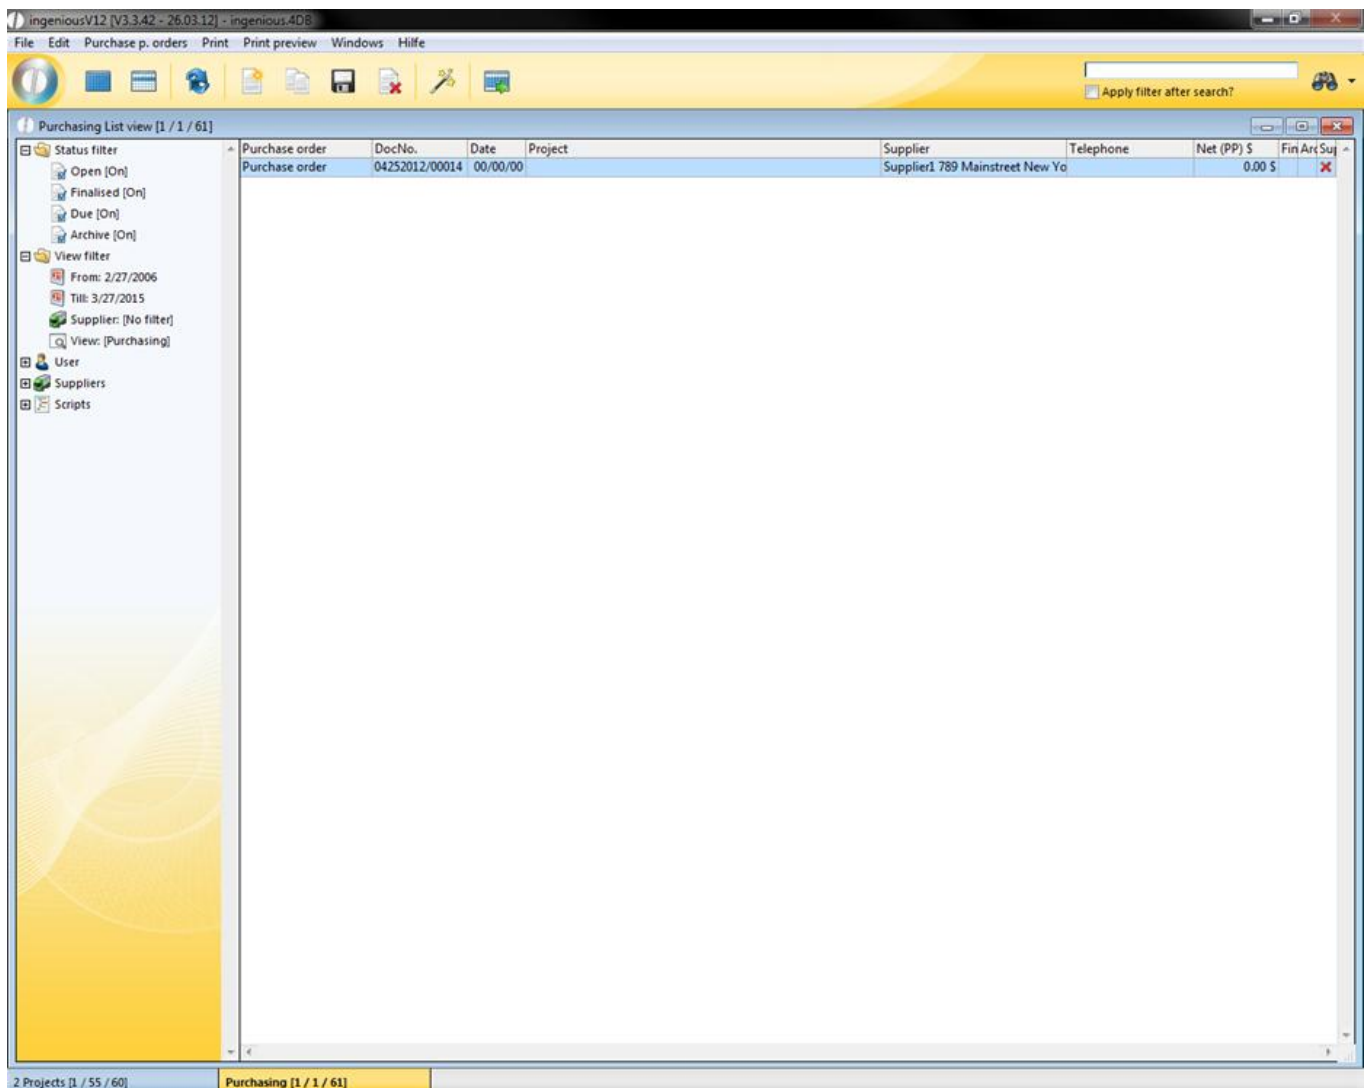 ingeniousV12 [V3.3.42 - 26.03.12] - ingenious.4DB
File Edit Purchase p. orders Print Print preview Windows Hilfe
Apply filter after search?
Purchasing List view [1 / 1 / 61]
Status filter
Open [On]
Finalised [On]
Due [On]
Archive [On]
View filter
From: 2/27/2006
Till: 3/27/2015
Supplier: [No filter]
View: [Purchasing]
User
Suppliers
Scripts
Purchase order DocNo. Date Project Supplier Telephone Net (PP) $ Fin Arc Sup
Purchase order 04252012/00014 00/00/00 Supplier1 789 Mainstreet New Yo 0.00 $
2 Projects [1 / 55 / 60] Purchasing [1 / 1 / 61]